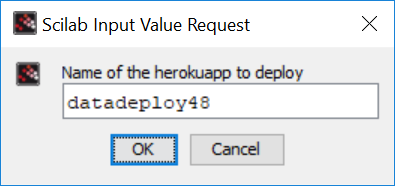 Scilab Input Value Request
Name of the herokuapp to deploy
datadeploy48
OK Cancel